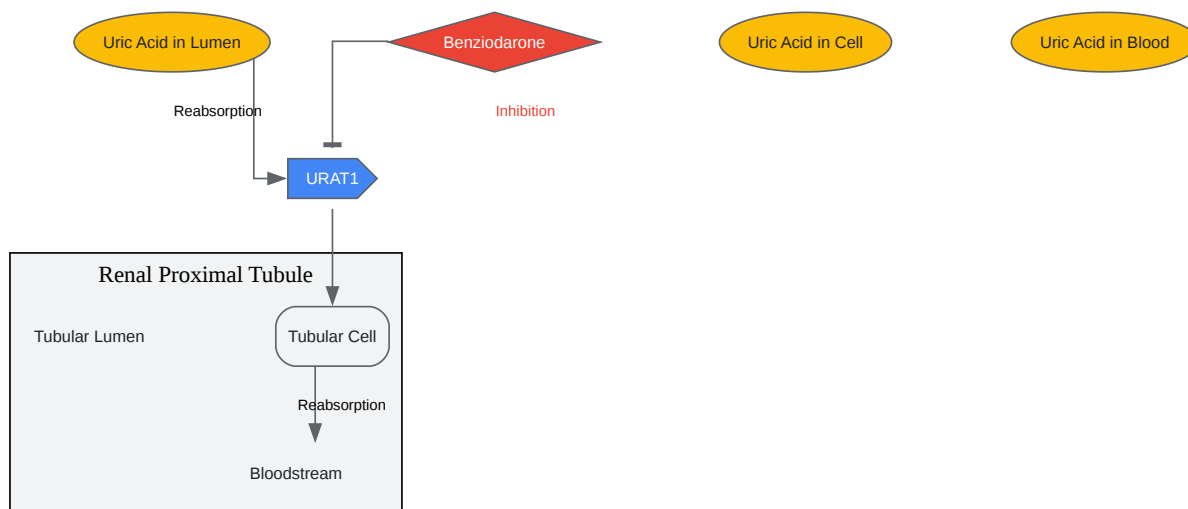 Uric Acid in Lumen
Benziodarone
Uric Acid in Cell
Uric Acid in Blood
Reabsorption
Inhibition
URAT1
Renal Proximal Tubule
Tubular Lumen
Tubular Cell
Reabsorption
Bloodstream